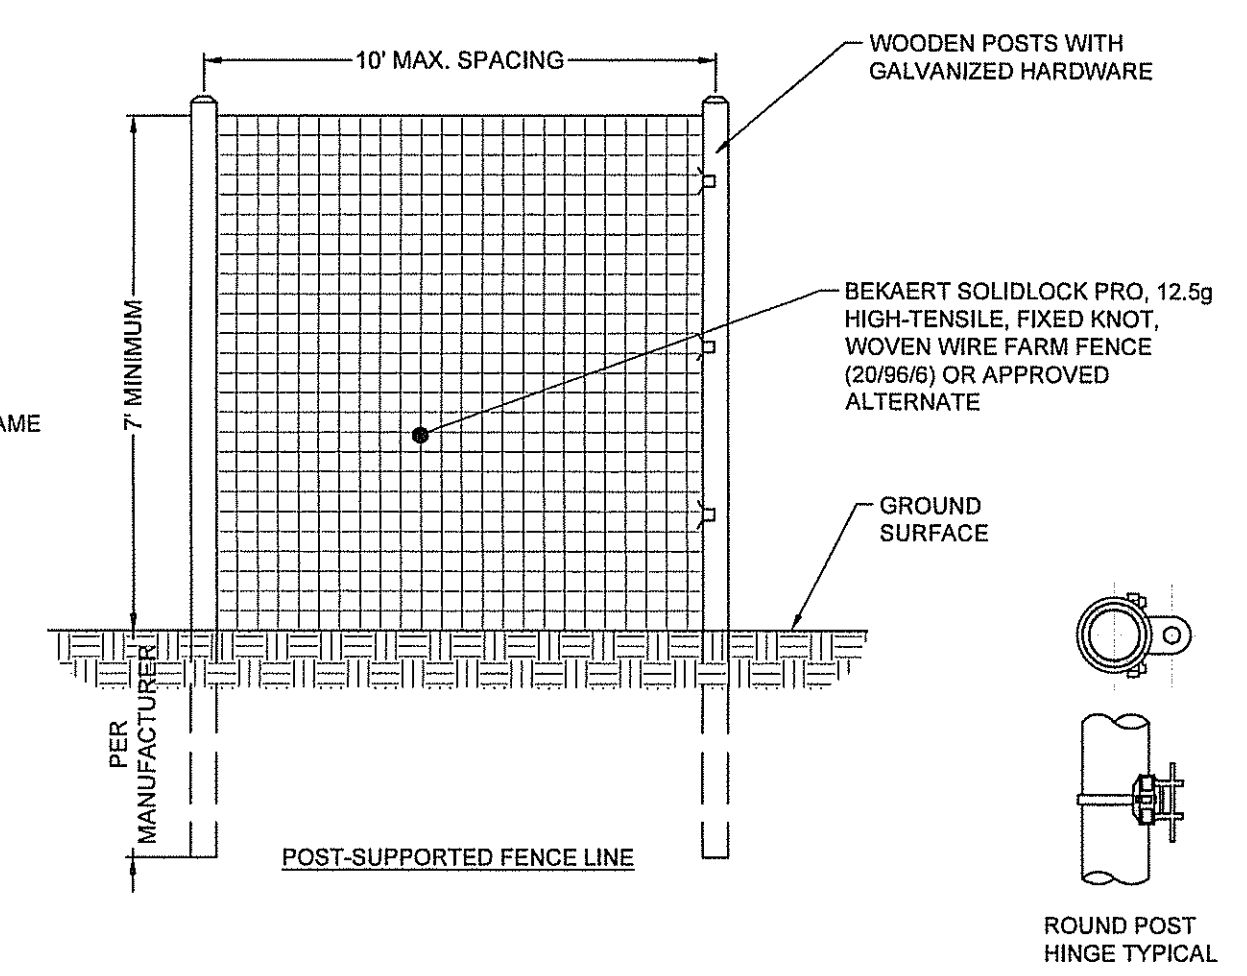 10' MAX. SPACING
WOODEN POSTS WITH
GALVANIZED HARDWARE
7' MINIMUM
BEKAERT SOLIDLOCK PRO, 12.5g
HIGH-TENSILE, FIXED KNOT,
WOVEN WIRE FARM FENCE
(20/96/6) OR APPROVED
ALTERNATE
AME
GROUND
SURFACE
PER
MANUFACTURER
POST-SUPPORTED FENCE LINE
ROUND POST
HINGE TYPICAL